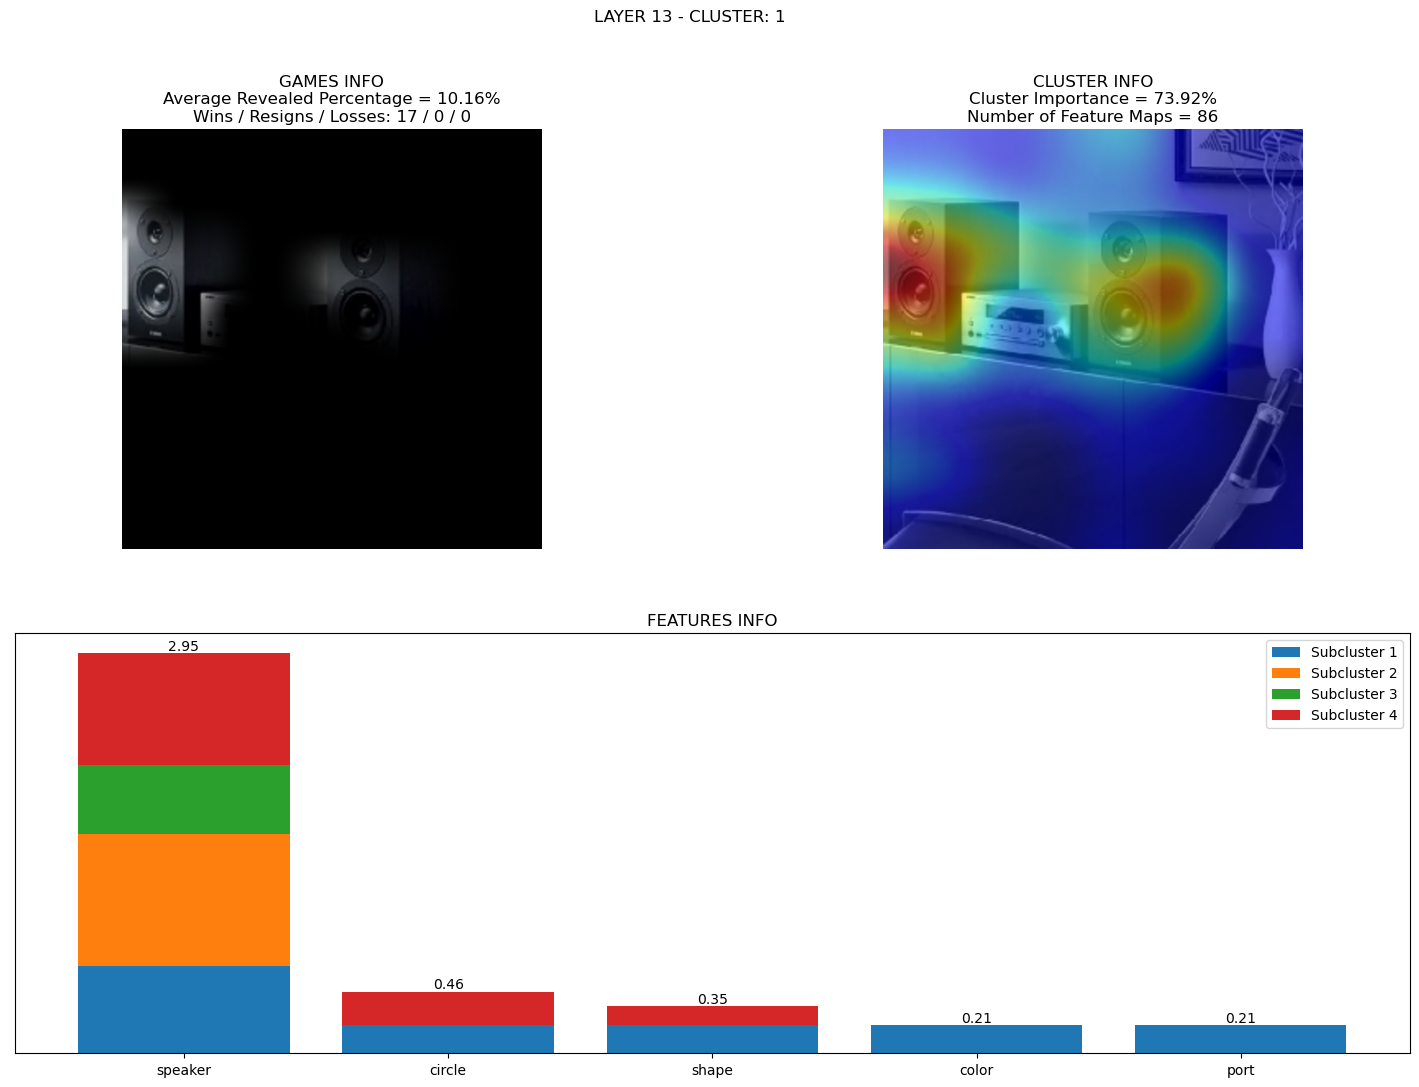 LAYER 13 - CLUSTER: 1
GAMES INFO
Average Revealed Percentage = 10.16%
Wins / Resigns / Losses: 17 / 0 / 0
CLUSTER INFO
Cluster Importance = 73.92%
Number of Feature Maps = 86
FEATURES INFO
2.95
0.46
0.35
0.21
0.21
Subcluster 1
Subcluster 2
Subcluster 3
Subcluster 4
speaker
circle
shape
color
port